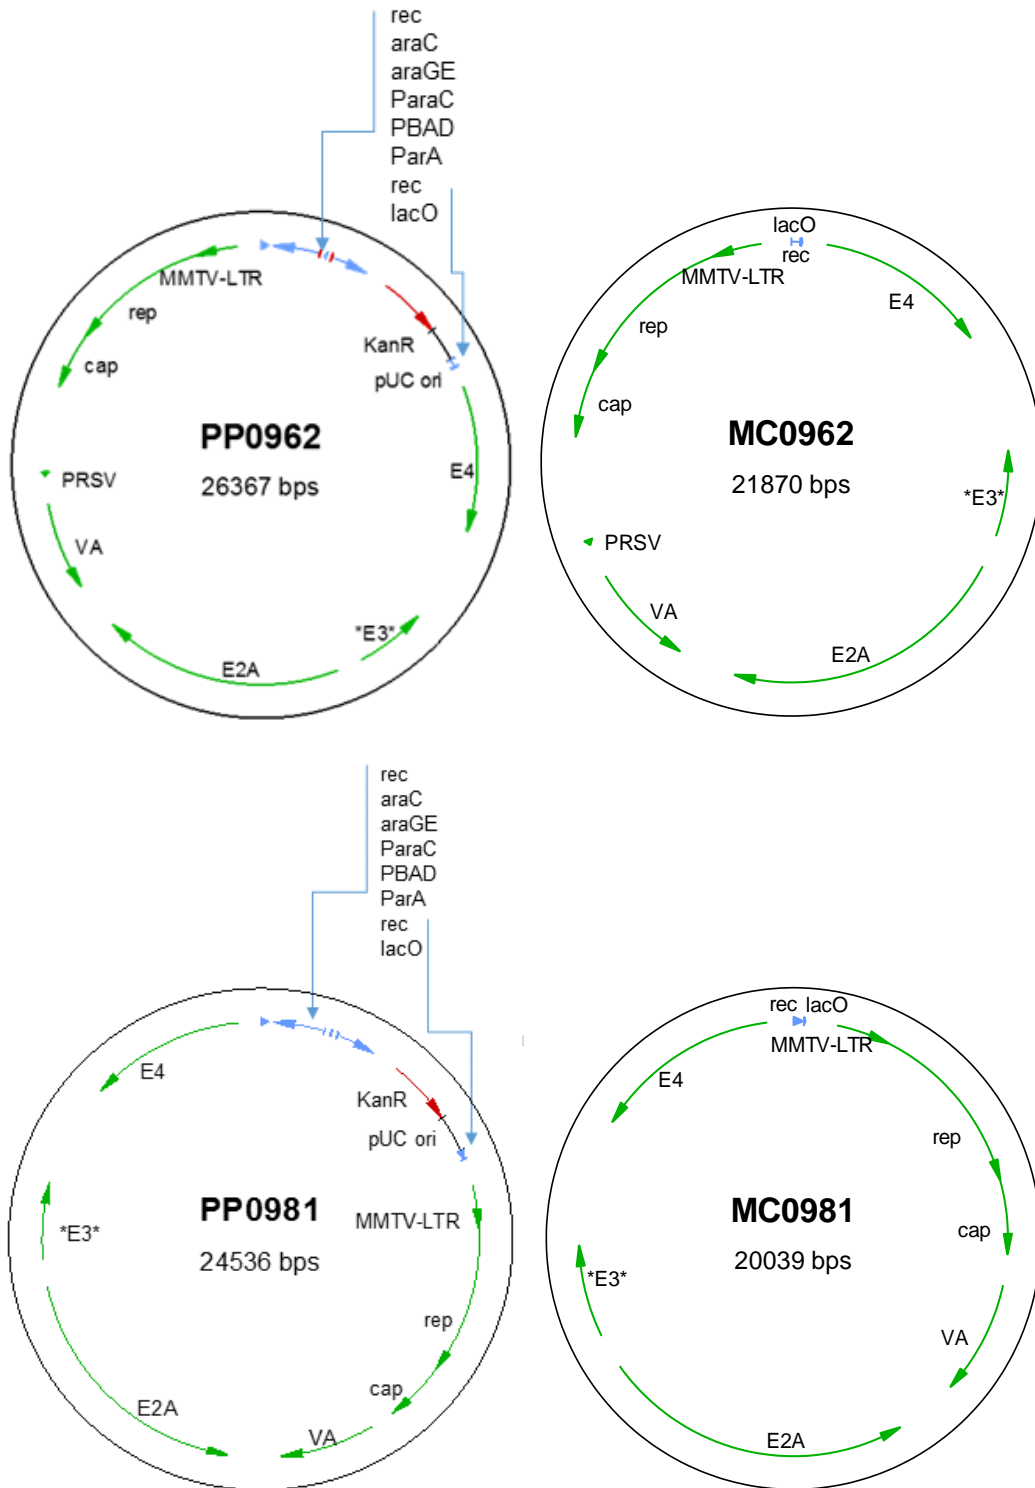 rec
araC
araGE
ParaC
PBAD
ParA
rec
lacO
MMTV-LTR
rep
cap
KanR
pUC ori
PP0962
26367 bps
PRSV
E4
VA
*E3*
E2A
lacO
rec
MMTV-LTR
E4
rep
cap
MC0962
21870 bps
*E3*
PRSV
VA
E2A
rec
araC
araGE
ParaC
PBAD
ParA
rec
lacO
E4
KanR
pUC ori
PP0981
24536 bps
MMTV-LTR
*E3*
rep
cap
E2A
VA
rec lacO
MMTV-LTR
E4
rep
MC0981
20039 bps
cap
*E3*
VA
E2A